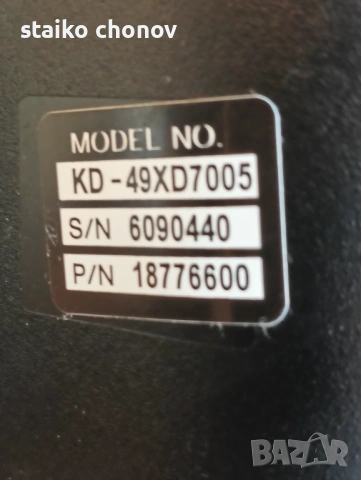 staiko chonov
MODEL NO.
KD-49XD7005
S/N 6090440
P/N 18776600
BAZAR